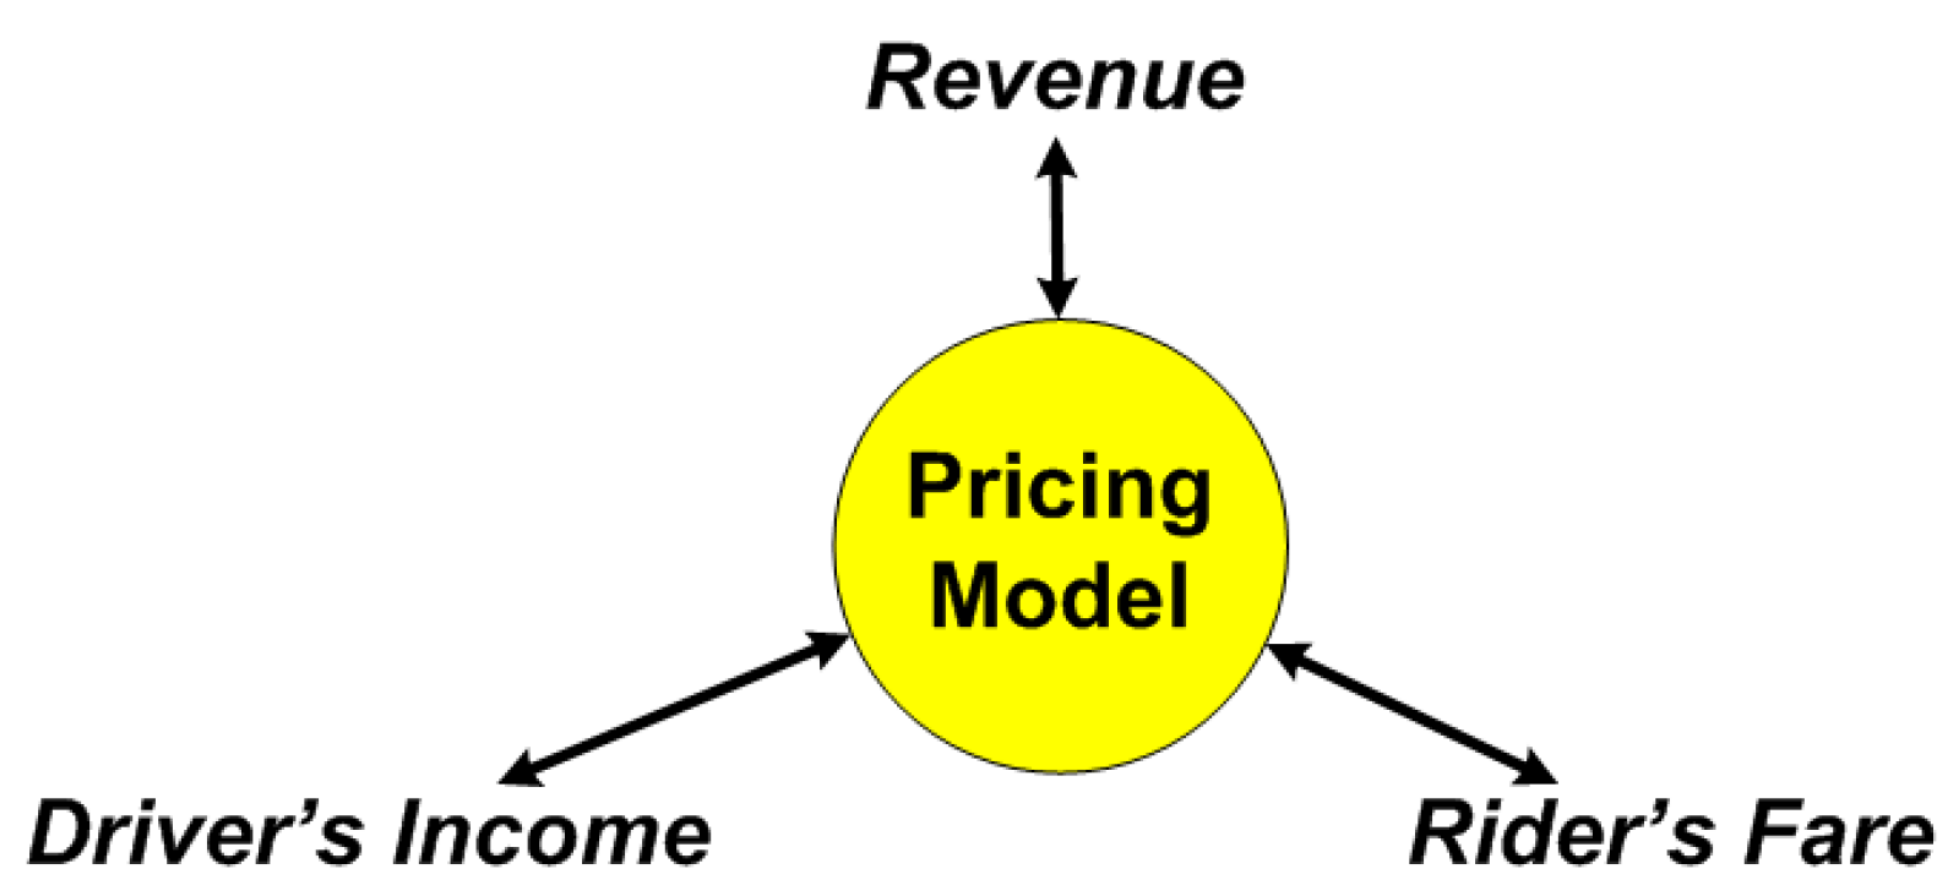 Revenue
Pricing
Model
Driver’s Income
Rider’s Fare